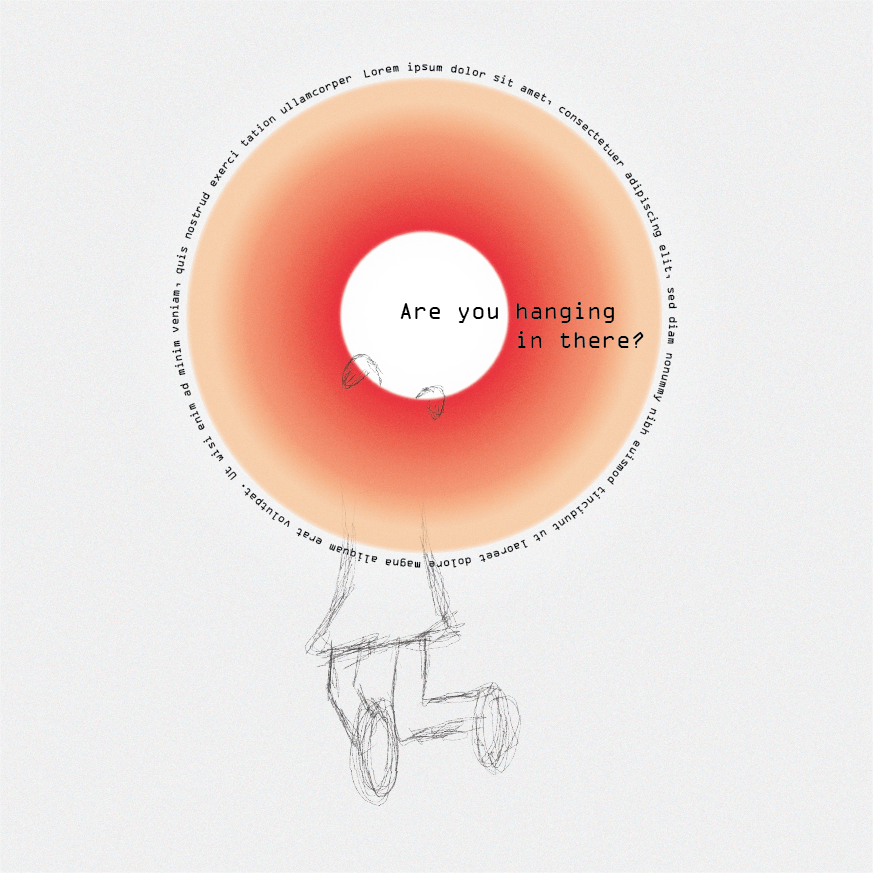 Lorem ipsum dolor sit amet, consectetuer adipiscing elit, sed diam nonummy nibh euismod tincidunt ut laoreet dolore magna aliquam erat volutpat. Ut wisi enim ad minim veniam, quis nostrud exerci tation ullamcorper
Are you hanging
in there?